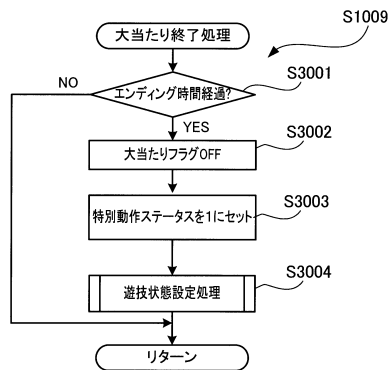 大当たり終了処理
S1009
エンディング時間経過?
S3001
NO
YES
S3002
大当たりフラグOFF
S3003
特別動作ステータスを1にセット
S3004
遊技状態設定処理
リターン